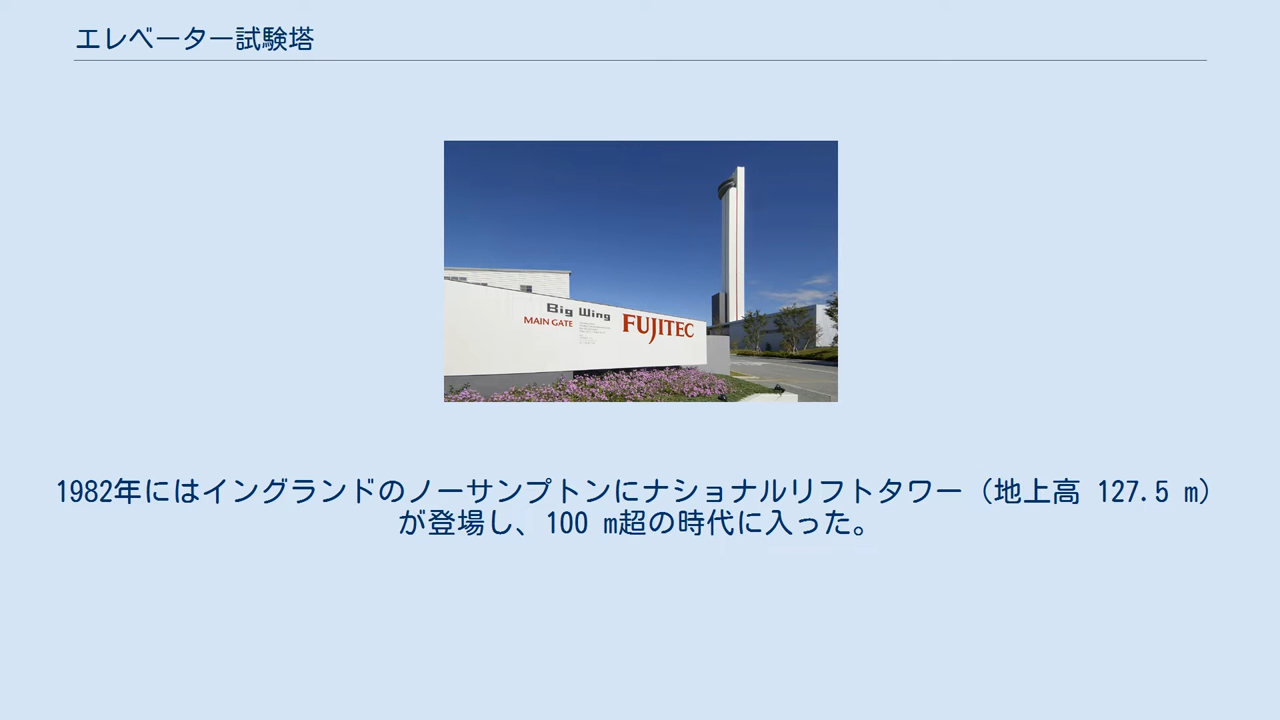 エレベーター試験塔
Big Wing
MAIN GATE
FUJITEC
1982年にはイングランドのノーサンプトンにナショナルリフトタワー（地上高 127.5 m）
が登場し、100 m超の時代に入った。